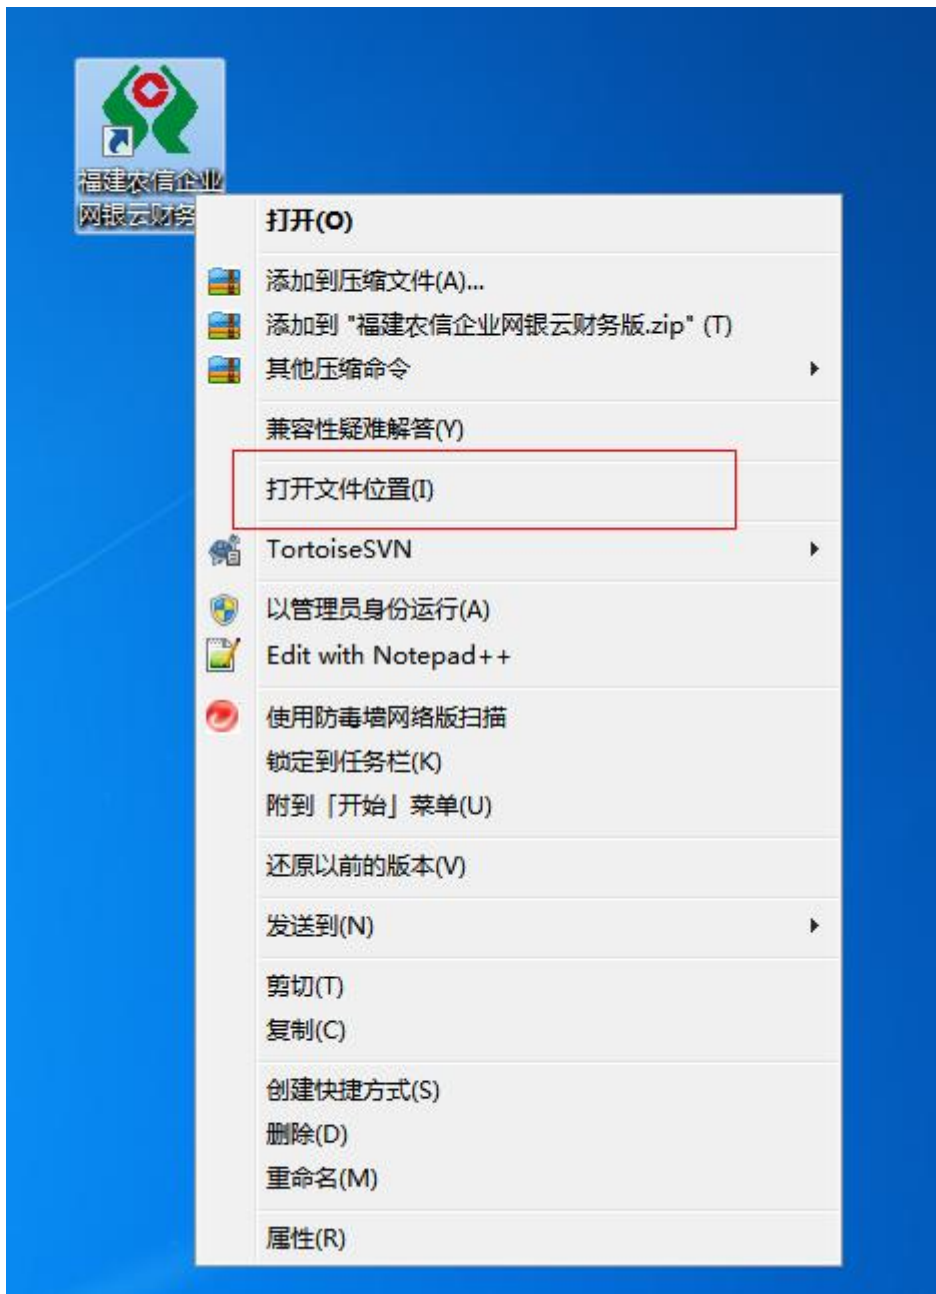 福建农信企业
网银云财务
打开(O)
添加到压缩文件(A)...
添加到 "福建农信企业网银云财务版.zip" (T)
其他压缩命令
兼容性疑难解答(Y)
打开文件位置(I)
TortoiseSVN
以管理员身份运行(A)
Edit with Notepad++
使用防毒墙网络版扫描
锁定到任务栏(K)
附到「开始」菜单(U)
还原以前的版本(V)
发送到(N)
剪切(T)
复制(C)
创建快捷方式(S)
删除(D)
重命名(M)
属性(R)